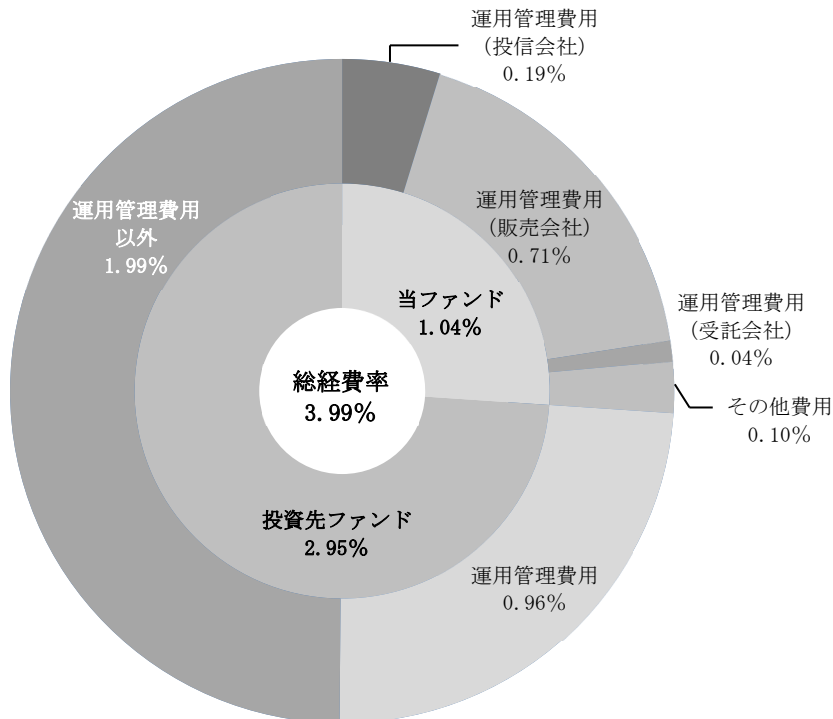 運用管理費用
（投信会社）
0.19%
運用管理費用
（販売会社）
0.71%
運用管理費用
以外
1.99%
当ファンド
1.04%
運用管理費用
（受託会社）
0.04%
総経費率
3.99%
その他費用
0.10%
投資先ファンド
2.95%
運用管理費用
0.96%